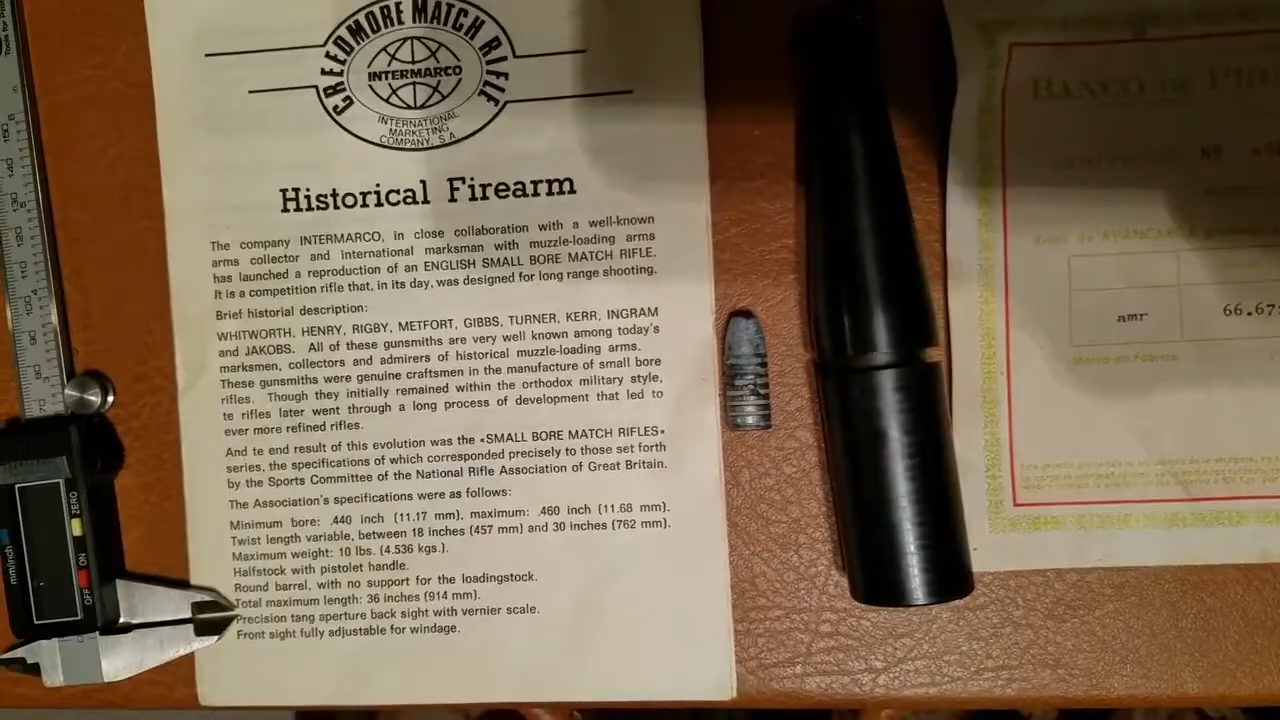 CREEDMORE MATCH RIFLE
INTERMARCO
INTERNATIONAL
MARKETING
COMPANY, S.A.
Historical Firearm
The company INTERMARCO, in close collaboration with a well-known
arms collector and international marksman with muzzle-loading arms
has launched a reproduction of an ENGLISH SMALL BORE MATCH RIFLE.
It is a competition rifle that, in its day, was designed for long range shooting.
Brief historial description:
WHITWORTH, HENRY, RIGBY, METFORT, GIBBS, TURNER, KERR, INGRAM
and JAKOBS. All of these gunsmiths are very well known among today's
marksmen, collectors and admirers of historical muzzle-loading arms.
These gunsmiths were genuine craftsmen in the manufacture of small bore
rifles. Though they initially remained within the orthodox military style,
te rifles later went through a long process of development that led to
ever more refined rifles.
And te end result of this evolution was the «SMALL BORE MATCH RIFLES»
series, the specifications of which corresponded precisely to those set forth
by the Sports Committee of the National Rifle Association of Great Britain.
The Association's specifications were as follows:
Minimum bore: .440 inch (11.17 mm), maximum: .460 inch (11.68 mm).
Twist length variable, between 18 inches (457 mm) and 30 inches (762 mm).
Maximum weight: 10 lbs. (4.536 kgs.).
Halfstock with pistolet handle.
Round barrel, with no support for the loadingstock.
Total maximum length: 36 inches (914 mm).
Precision tang aperture back sight with vernier scale.
Front sight fully adjustable for windage.
mm/inch
OFF ON
ZERO
BANCO DE
amr
66.67
Marca de Fábrica